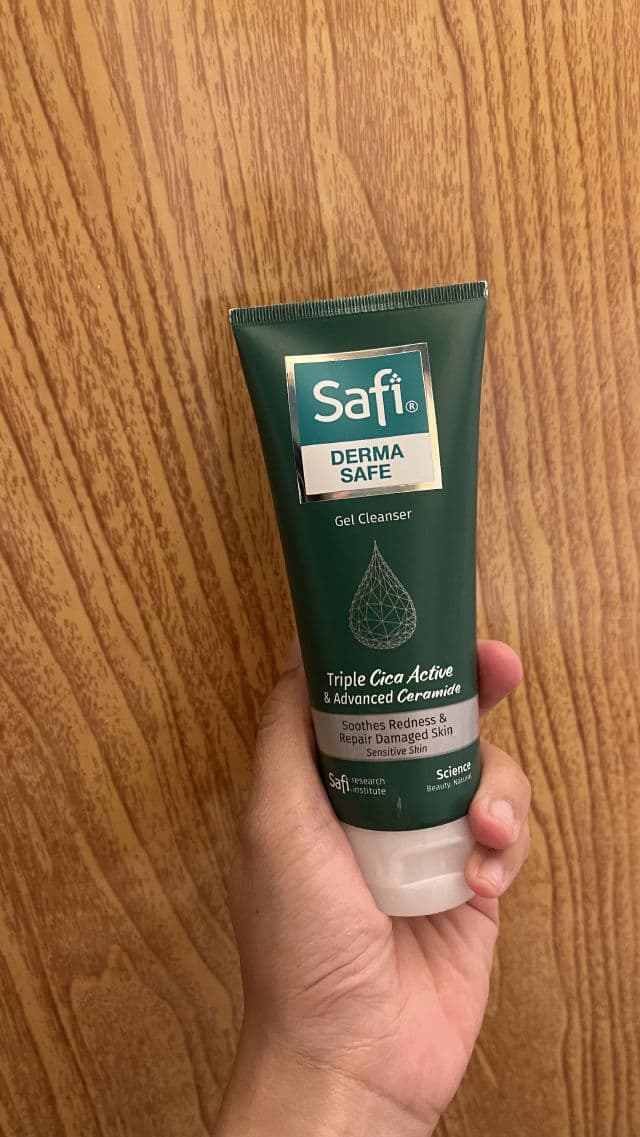 Safi®
DERMA
SAFE
Gel Cleanser
Triple Cica Active
& Advanced Ceramide
Soothes Redness &
Repair Damaged Skin
Sensitive Skin
Safi research
institute
Science
Beauty. Natural